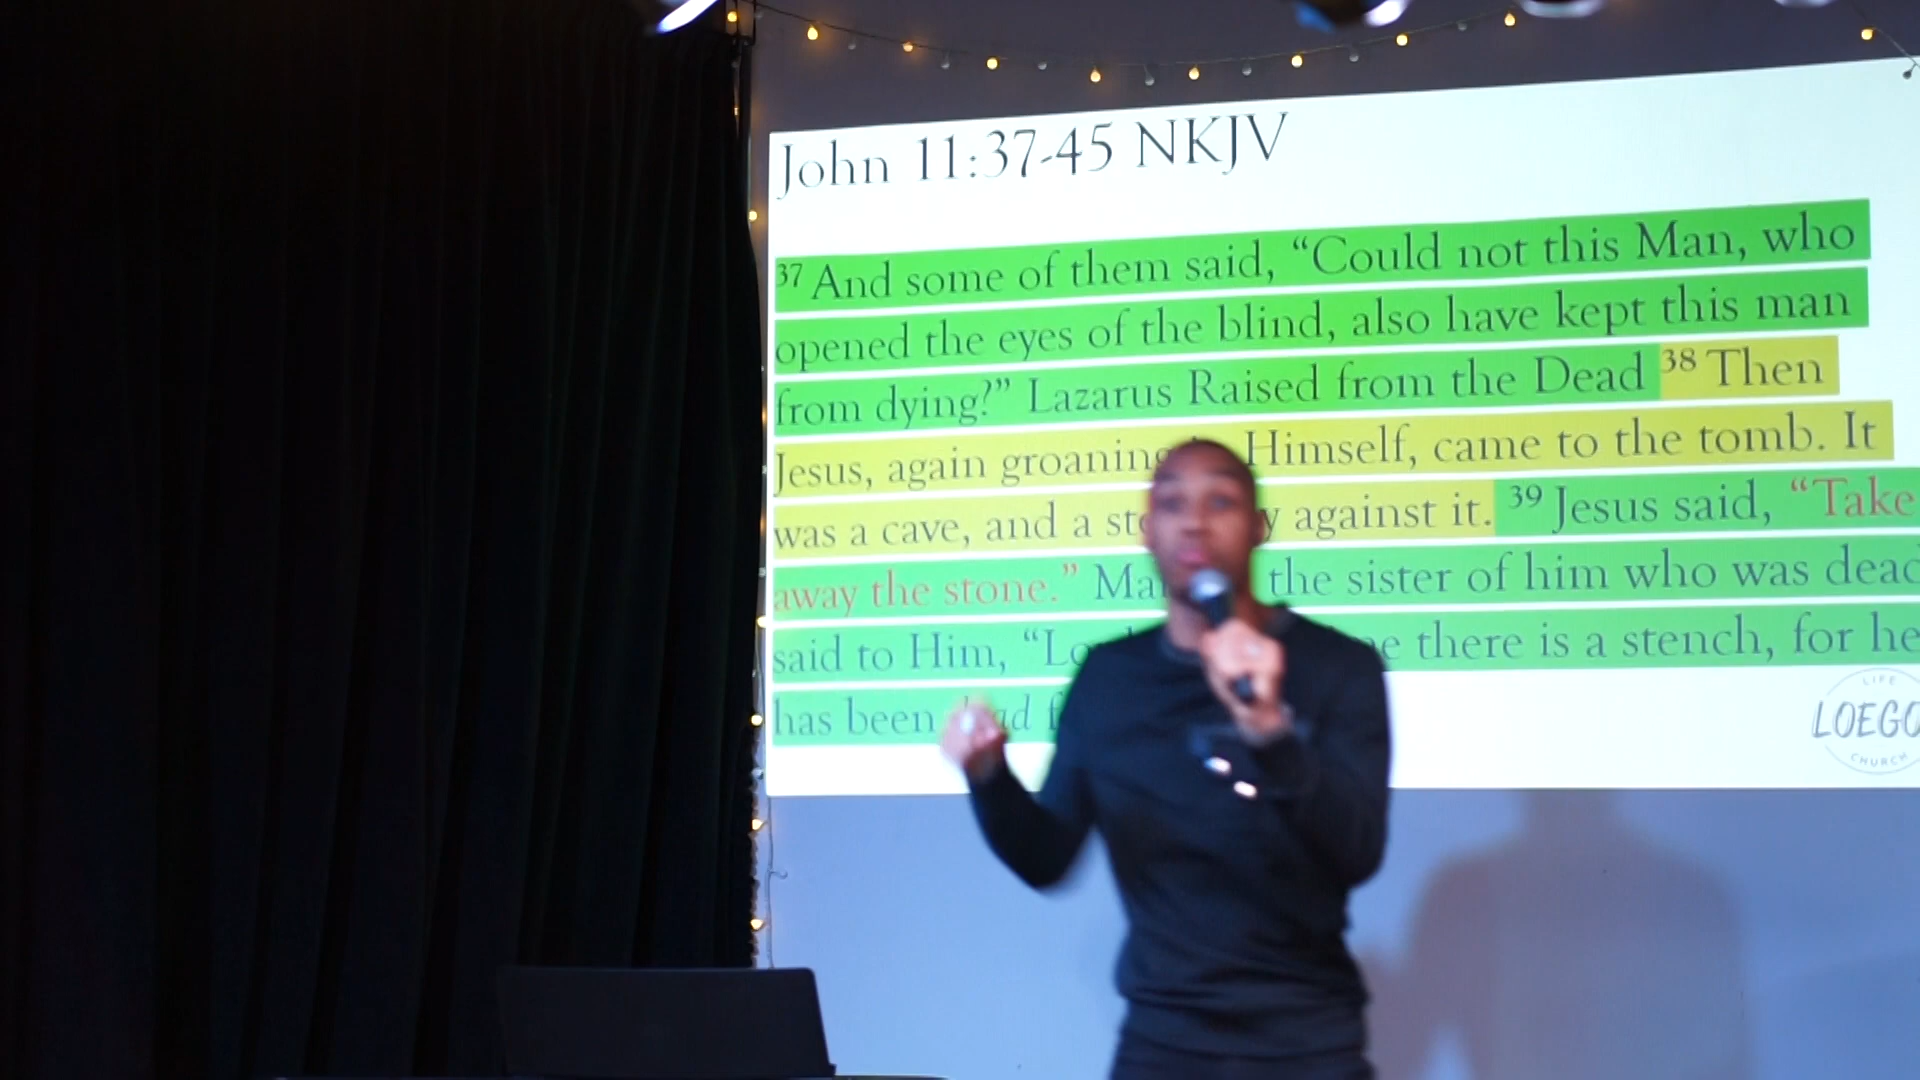 John 11:37-45 NKJV
37 And some of them said, “Could not this Man, who
opened the eyes of the blind, also have kept this man
from dying?” Lazarus Raised from the Dead 38 Then
Jesus, again groaning Himself, came to the tomb. It
was a cave, and a against it. 39 Jesus said, “Take
away the stone.” the sister of him who was dead
said to Him, there is a stench, for he
has been
LIFE
LOEGO
CHURCH